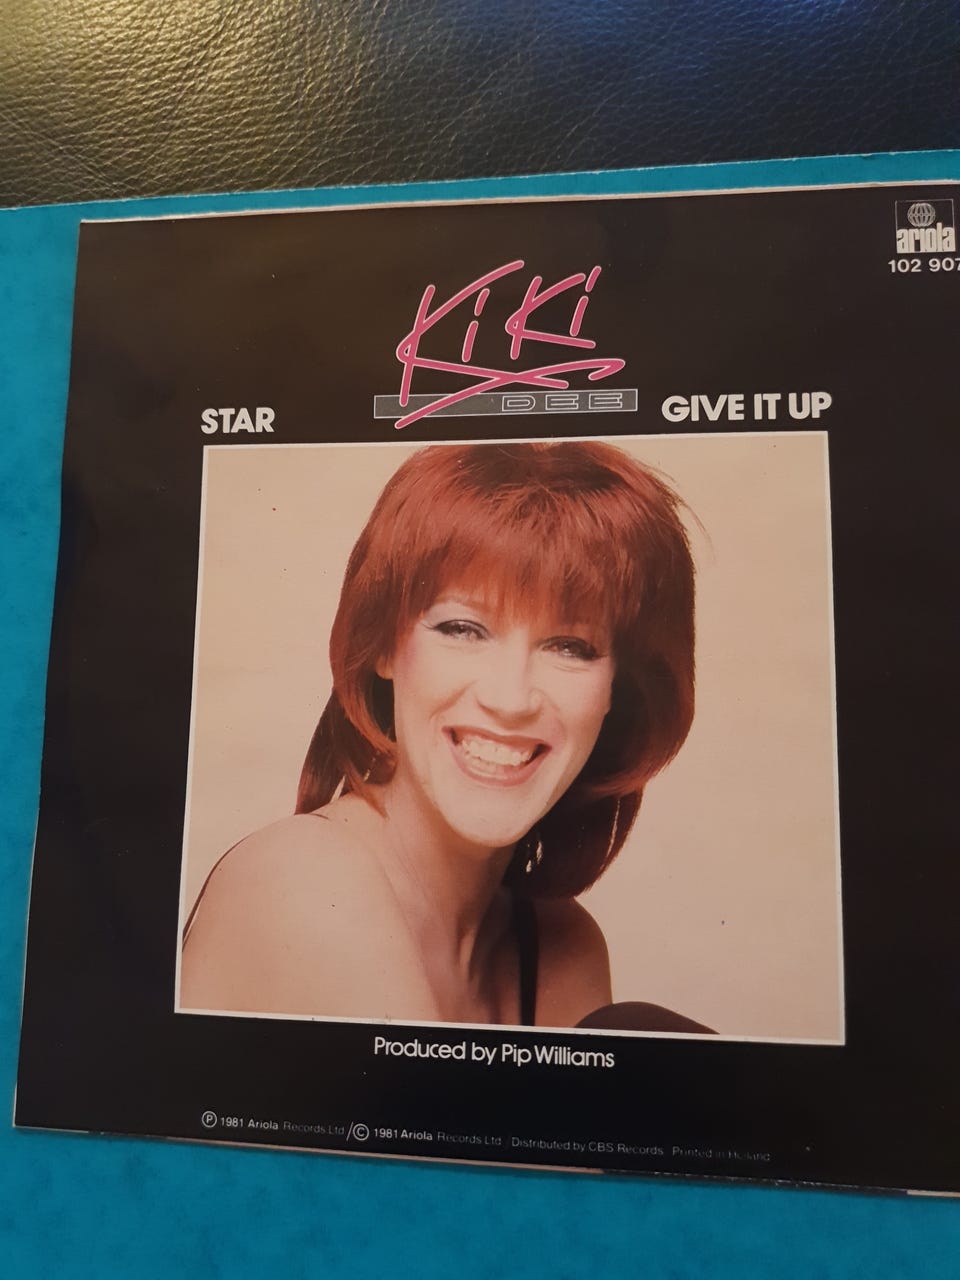 ariola
102 907
KiKi
DEE
STAR
GIVE IT UP
Produced by Pip Williams
Ⓟ 1981 Ariola Records Ltd / © 1981 Ariola Records Ltd / Distributed by CBS Records Printed in Holland